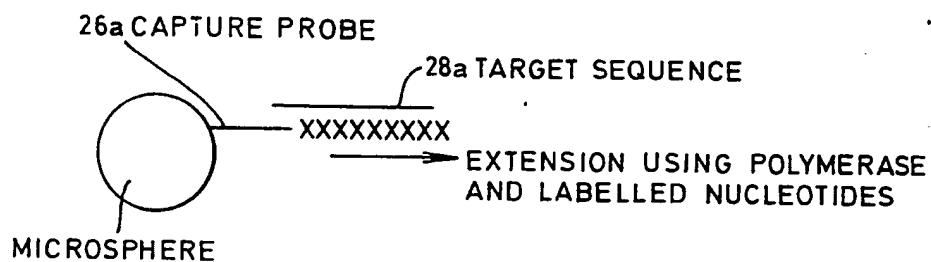 26a CAPTURE PROBE
28a TARGET SEQUENCE
XXXXXXXXX
EXTENSION USING POLYMERASE
AND LABELLED NUCLEOTIDES
MICROSPHERE